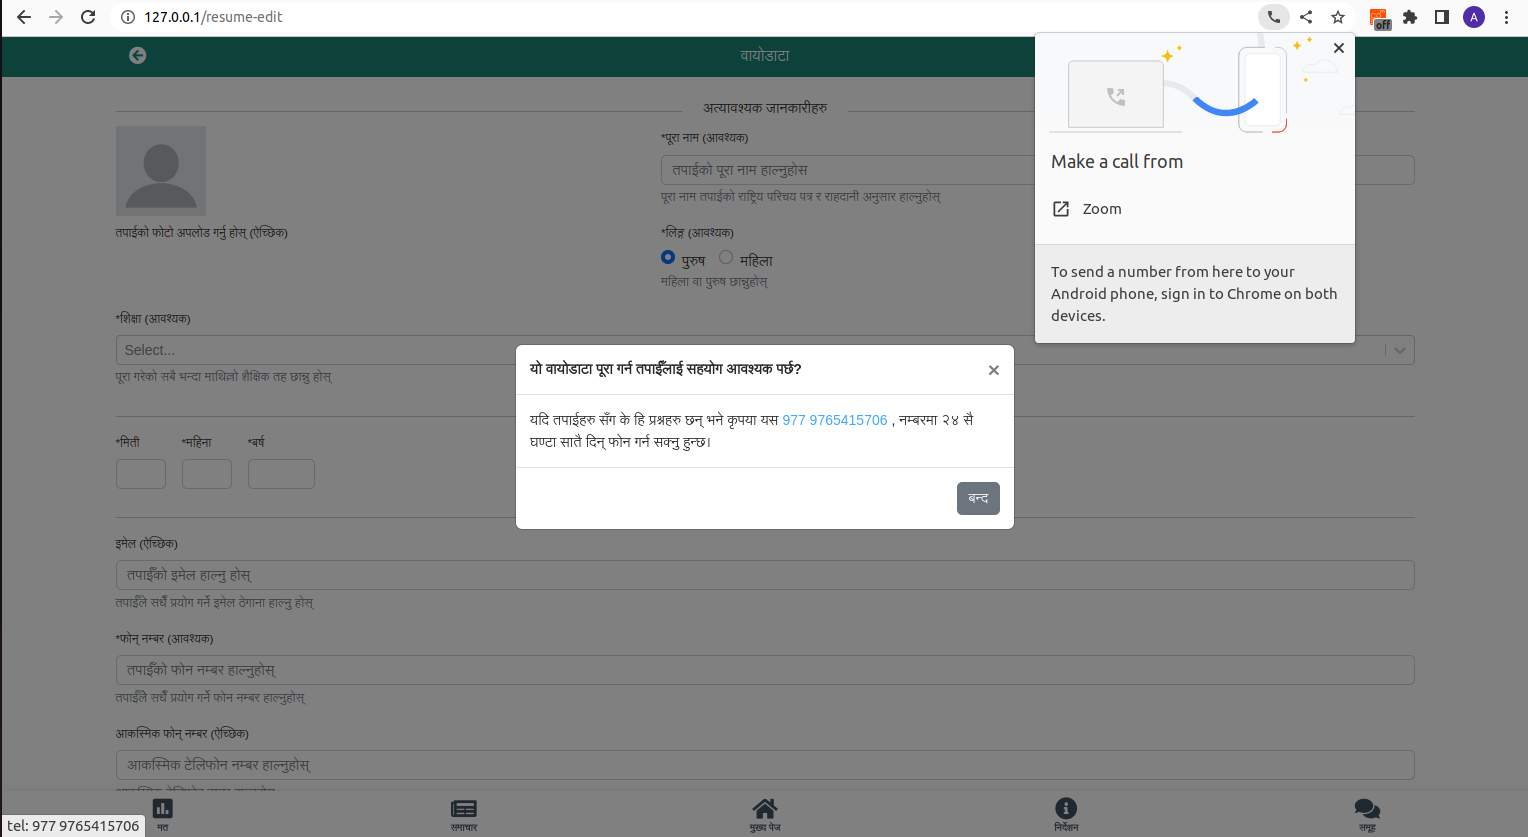 127.0.0.1/resume-edit
off
A
वायोडाटा
अत्यावश्यक जानकारीहरु
*पूरा नाम (आवश्यक)
तपाईको पूरा नाम हाल्नुहोस
पूरा नाम तपाईको राष्ट्रिय परिचय पत्र र राहदानी अनुसार हाल्नुहोस्
तपाईको फोटो अपलोड गर्नु होस् (ऐच्छिक)
*लिङ्ग (आवश्यक)
पुरुष महिला
महिला वा पुरुष छान्नुहोस्
Make a call from
Zoom
To send a number from here to your
Android phone, sign in to Chrome on both
devices.
*शिक्षा (आवश्यक)
Select...
पूरा गरेको सबै भन्दा माथिल्लो शैक्षिक तह छान्नु होस्
यो वायोडाटा पूरा गर्न तपाईँलाई सहयोग आवश्यक पर्छ?
यदि तपाईहरु सँग के हि प्रश्नहरु छन् भने कृपया यस 977 9765415706 , नम्बरमा २४ सै
घण्टा सातै दिन् फोन गर्न सक्नु हुन्छ।
बन्द
*मिती *महिना *बर्ष
इमेल (ऐच्छिक)
तपाईँको इमेल हाल्नु होस्
तपाईँले सधैँ प्रयोग गर्ने इमेल ठेगाना हाल्नु होस्
*फोन् नम्बर (आवश्यक)
तपाईँको फोन नम्बर हाल्नुहोस्
तपाईँले सधैँ प्रयोग गर्ने फोन नम्बर हाल्नुहोस्
आकस्मिक फोन् नम्बर (ऐच्छिक)
आकस्मिक टेलिफोन नम्बर हाल्नुहोस्
मत समाचार मुख्य पेज निर्देशन समूह
tel: 977 9765415706